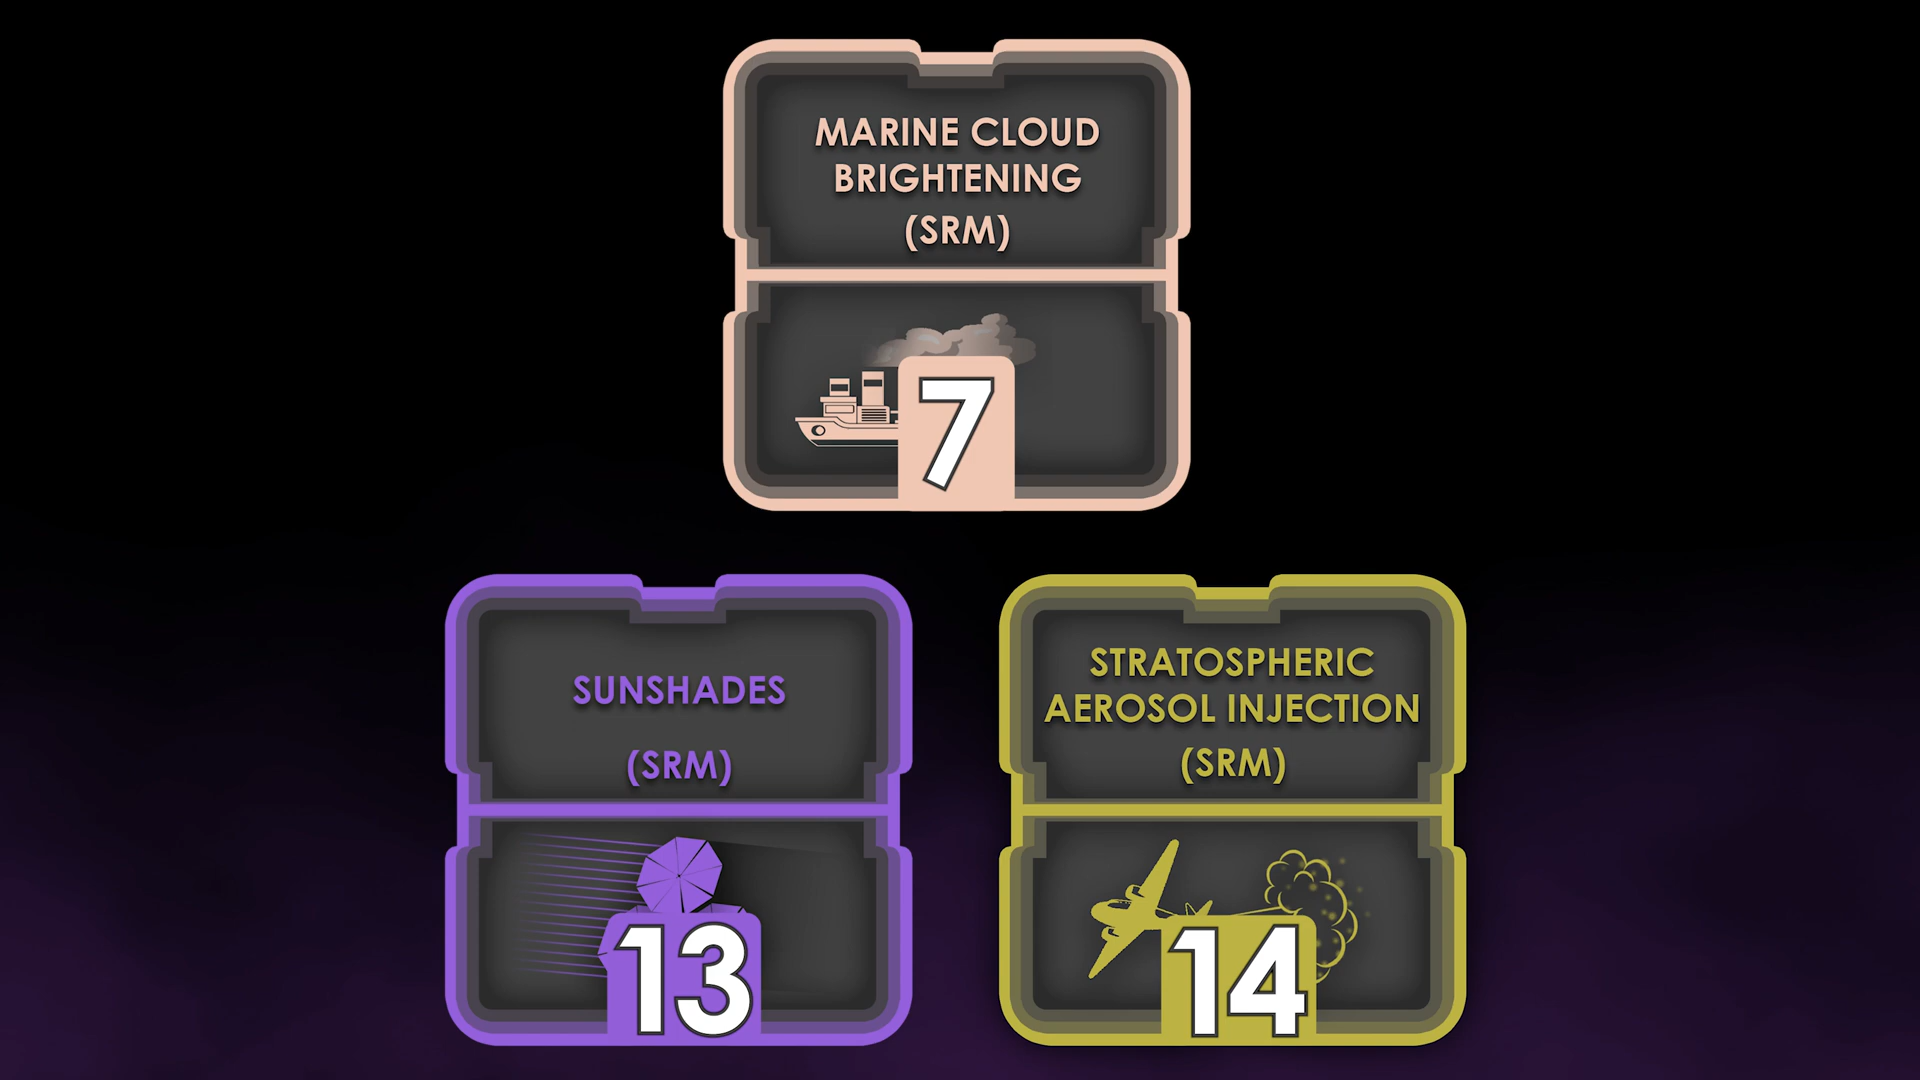 MARINE CLOUD
BRIGHTENING
(SRM)
7
SUNSHADES
(SRM)
13
STRATOSPHERIC
AEROSOL INJECTION
(SRM)
14